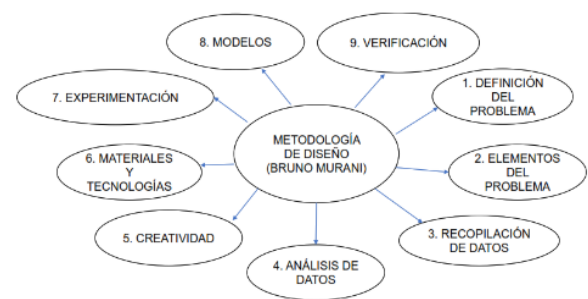 8. MODELOS
9. VERIFICACIÓN
7. EXPERIMENTACIÓN
1. DEFINICIÓN
DEL
PROBLEMA
METODOLOGÍA
DE DISEÑO
(BRUNO MURANI)
6. MATERIALES
Y
TECNOLOGÍAS
2. ELEMENTOS
DEL
PROBLEMA
5. CREATIVIDAD
3. RECOPILACIÓN
DE DATOS
4. ANÁLISIS DE
DATOS